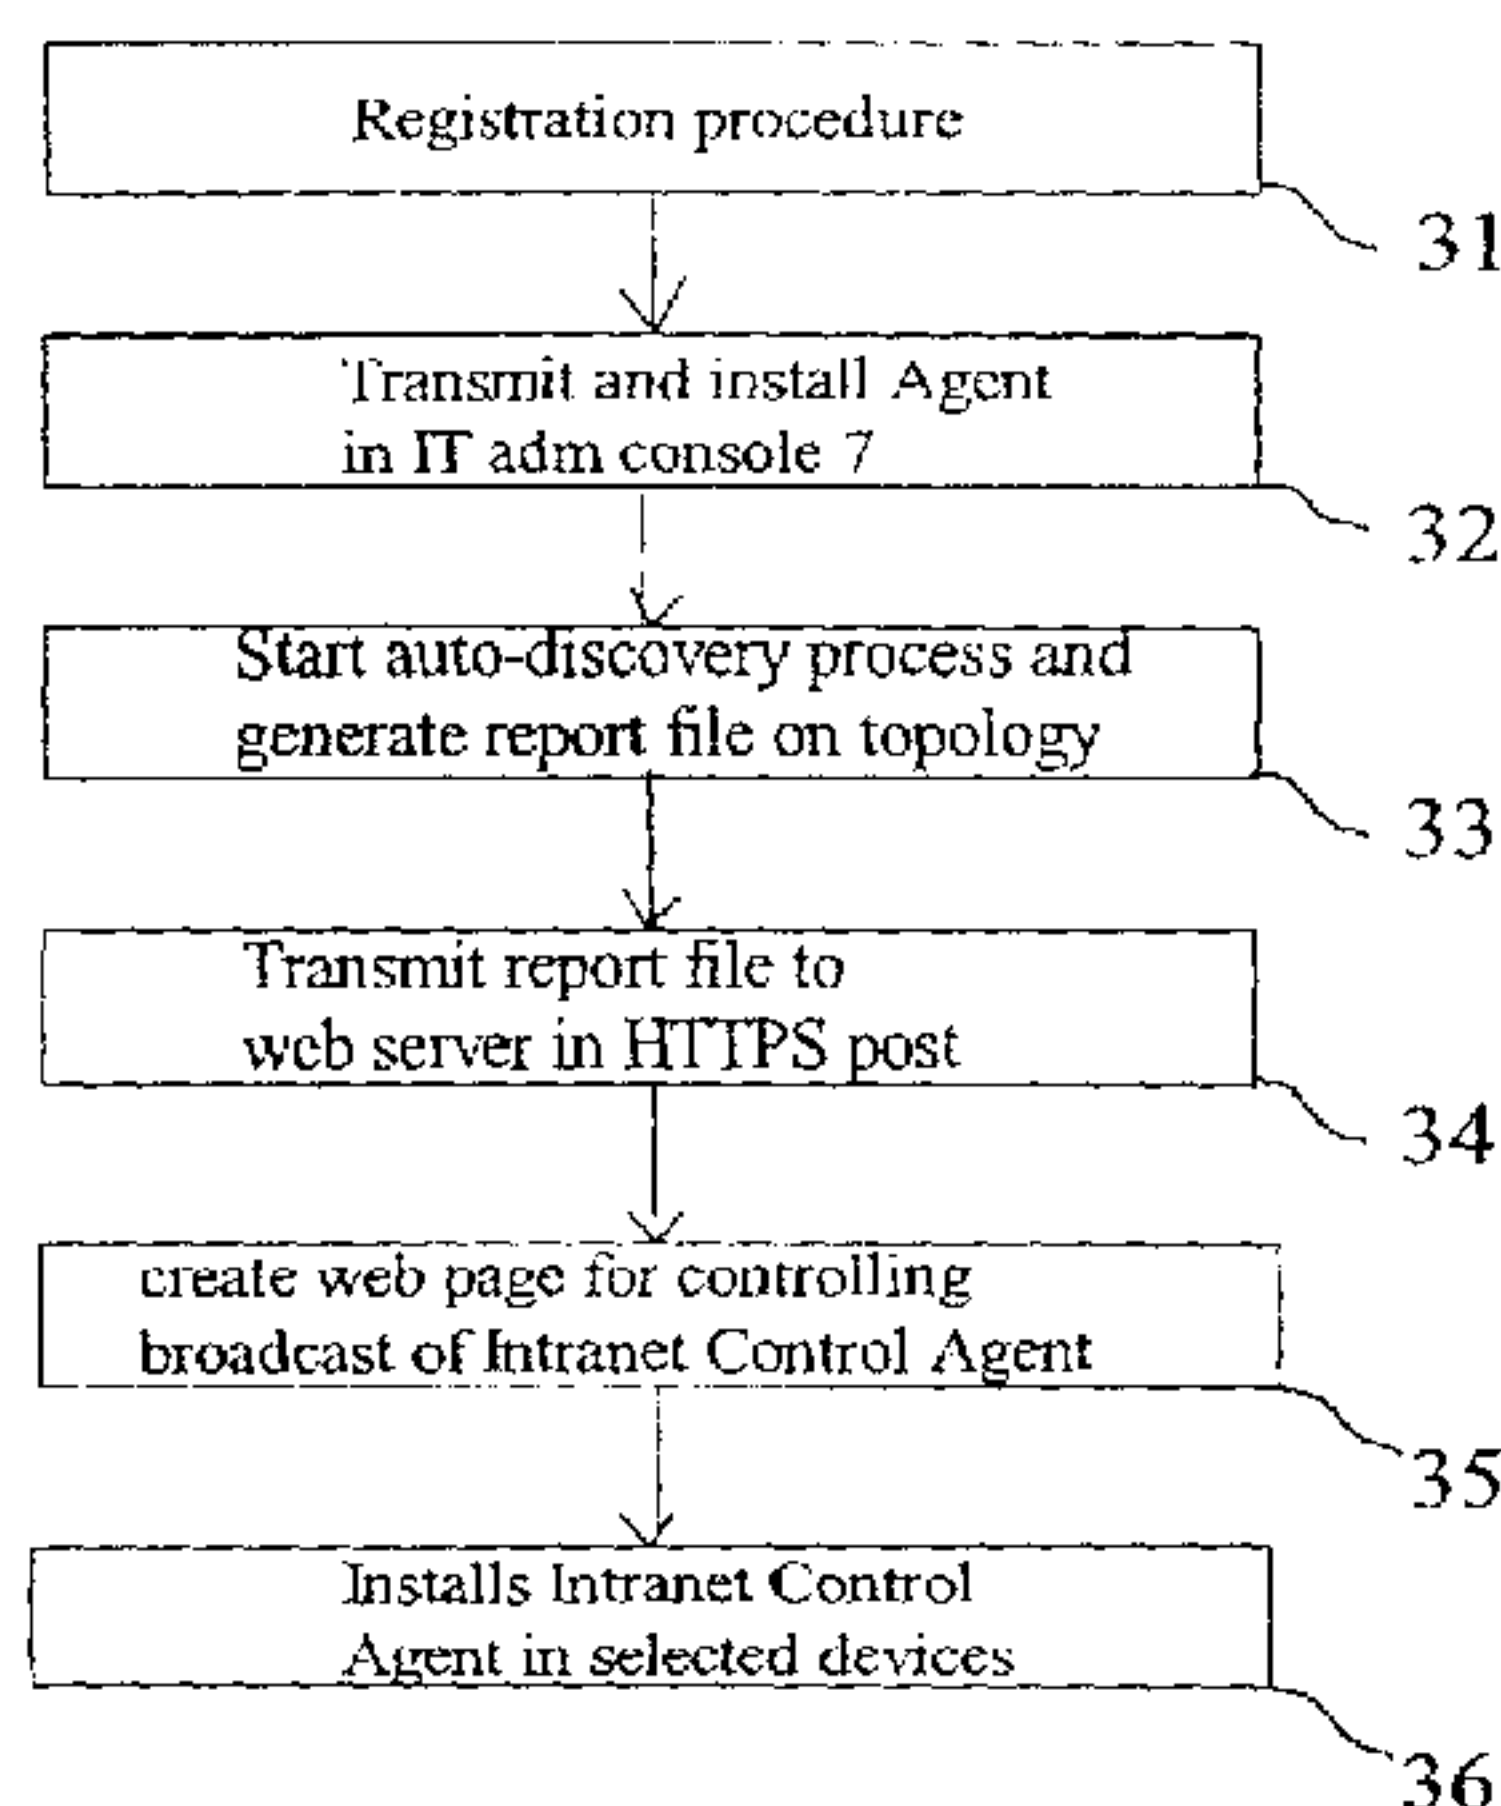 Registration procedure
31
Transmit and install Agent
in IT adm console 7
32
Start auto-discovery process and
generate report file on topology
33
Transmit report file to
web server in HTTPS post
34
create web page for controlling
broadcast of Intranet Control Agent
35
Installs Intranet Control
Agent in selected devices
36